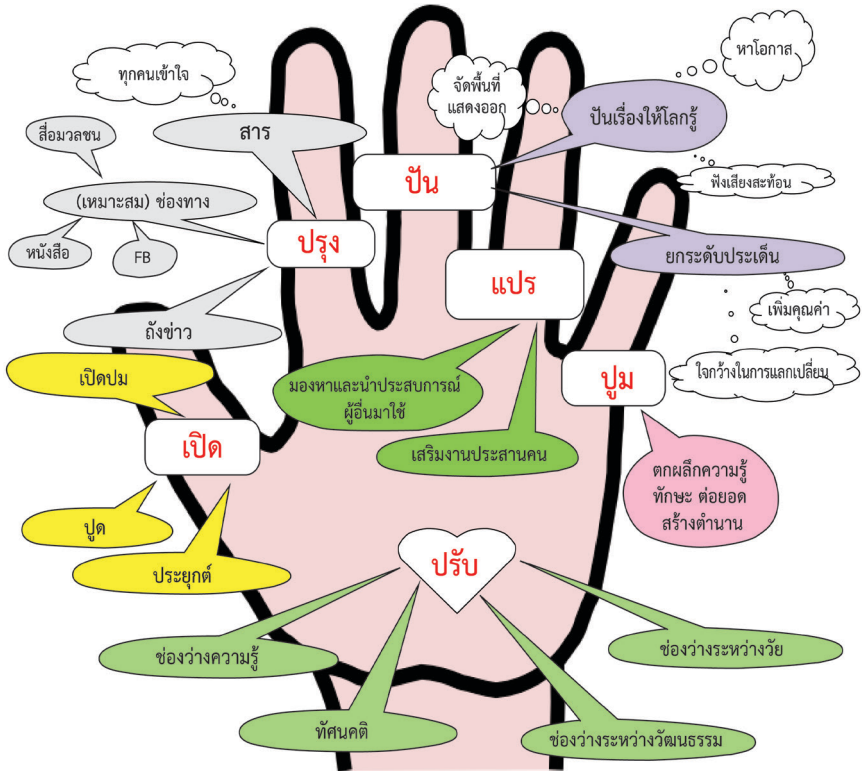 หาโอกาส
ทุกคนเข้าใจ
จัดพื้นที่
แสดงออก
ปันเรื่องให้โลกรู้
สื่อมวลชน
สาร
ปัน
ฟังเสียงสะท้อน
(เหมาะสม) ช่องทาง
ปรุง
หนังสือ
FB
ยกระดับประเด็น
แปร
เพิ่มคุณค่า
ถังข่าว
เปิดปม
มองหาและนำประสบการณ์
ผู้อื่นมาใช้
ปูม
ใจกว้างในการแลกเปลี่ยน
เปิด
เสริมงานประสานคน
ตกผลึกความรู้
ทักษะ ต่อยอด
สร้างตำนาน
ปูด
ประยุกต์
ปรับ
ช่องว่างความรู้
ช่องว่างระหว่างวัย
ทัศนคติ
ช่องว่างระหว่างวัฒนธรรม